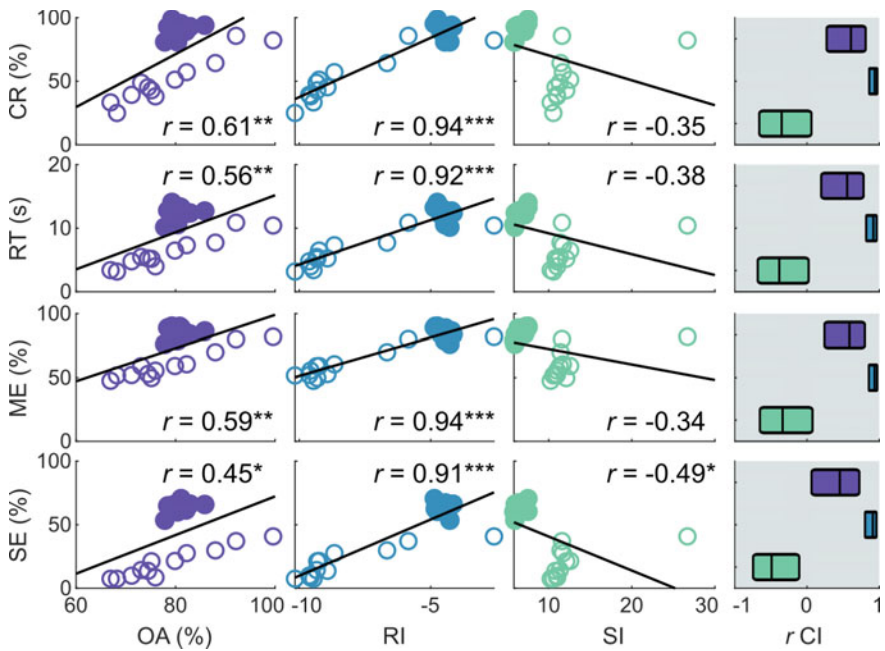 CR (%)
100
50
0
r = 0.61**
r = 0.94***
r = -0.35
RT (s)
20
10
0
r = 0.56**
r = 0.92***
r = -0.38
ME (%)
100
50
0
r = 0.59**
r = 0.94***
r = -0.34
SE (%)
100
50
0
r = 0.45*
r = 0.91***
r = -0.49*
60 80 100
-10 -5
10 20 30
-1 0 1
OA (%)
RI
SI
r CI